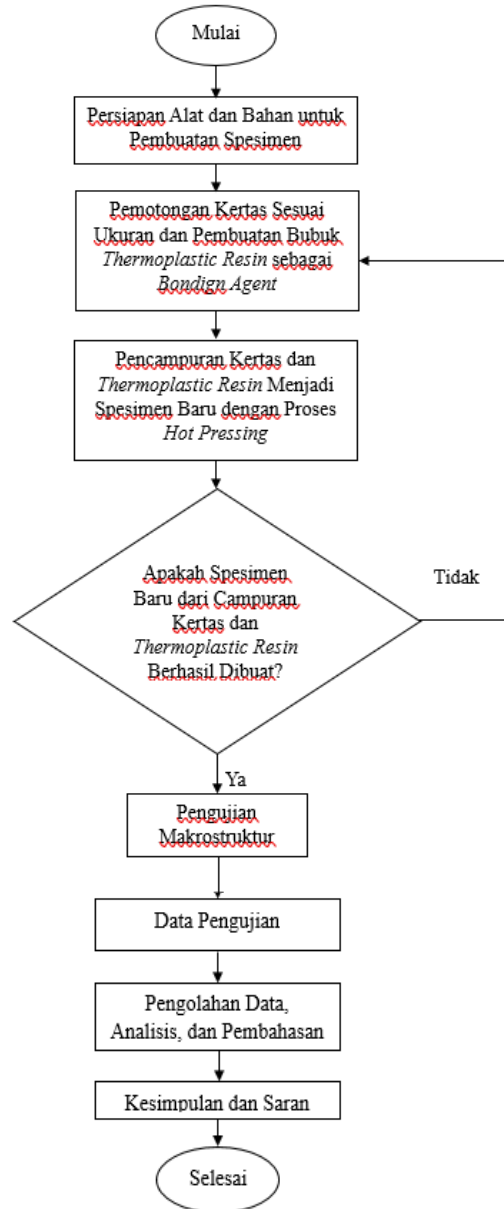 Mulai
Persiapan Alat dan Bahan untuk
Pembuatan Spesimen
Pemotongan Kertas Sesuai
Ukuran dan Pembuatan Bubuk
Thermoplastic Resin sebagai
Bondign Agent
Pencampuran Kertas dan
Thermoplastic Resin Menjadi
Spesimen Baru dengan Proses
Hot Pressing
Apakah Spesimen
Baru dari Campuran
Kertas dan
Thermoplastic Resin
Berhasil Dibuat?
Tidak
Ya
Pengujian
Makrostruktur
Data Pengujian
Pengolahan Data,
Analisis, dan Pembahasan
Kesimpulan dan Saran
Selesai